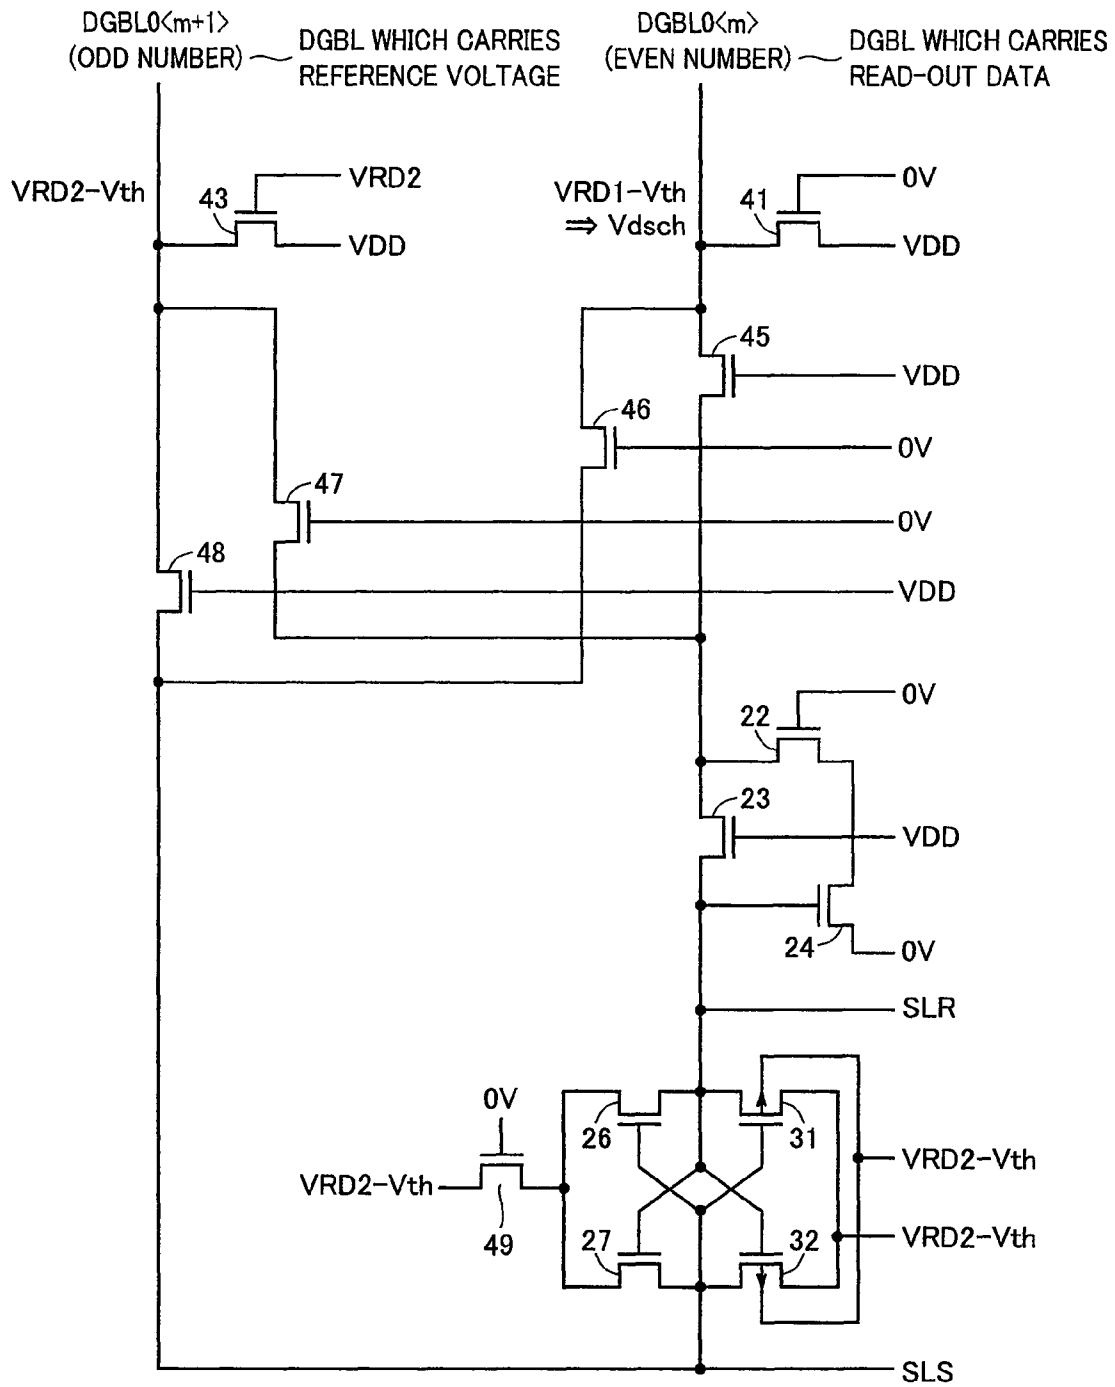 DGBL0<m+1>
(ODD NUMBER)
DGBL WHICH CARRIES
REFERENCE VOLTAGE
DGBL0<m>
(EVEN NUMBER)
DGBL WHICH CARRIES
READ-OUT DATA
VRD2-Vth
43
VRD2
VDD
VRD1-Vth
⇒ Vdsch
41
0V
VDD
45
VDD
46
0V
47
0V
48
VDD
22
0V
23
VDD
24
0V
SLR
0V
VRD2-Vth
49
26
31
VRD2-Vth
27
32
VRD2-Vth
SLS